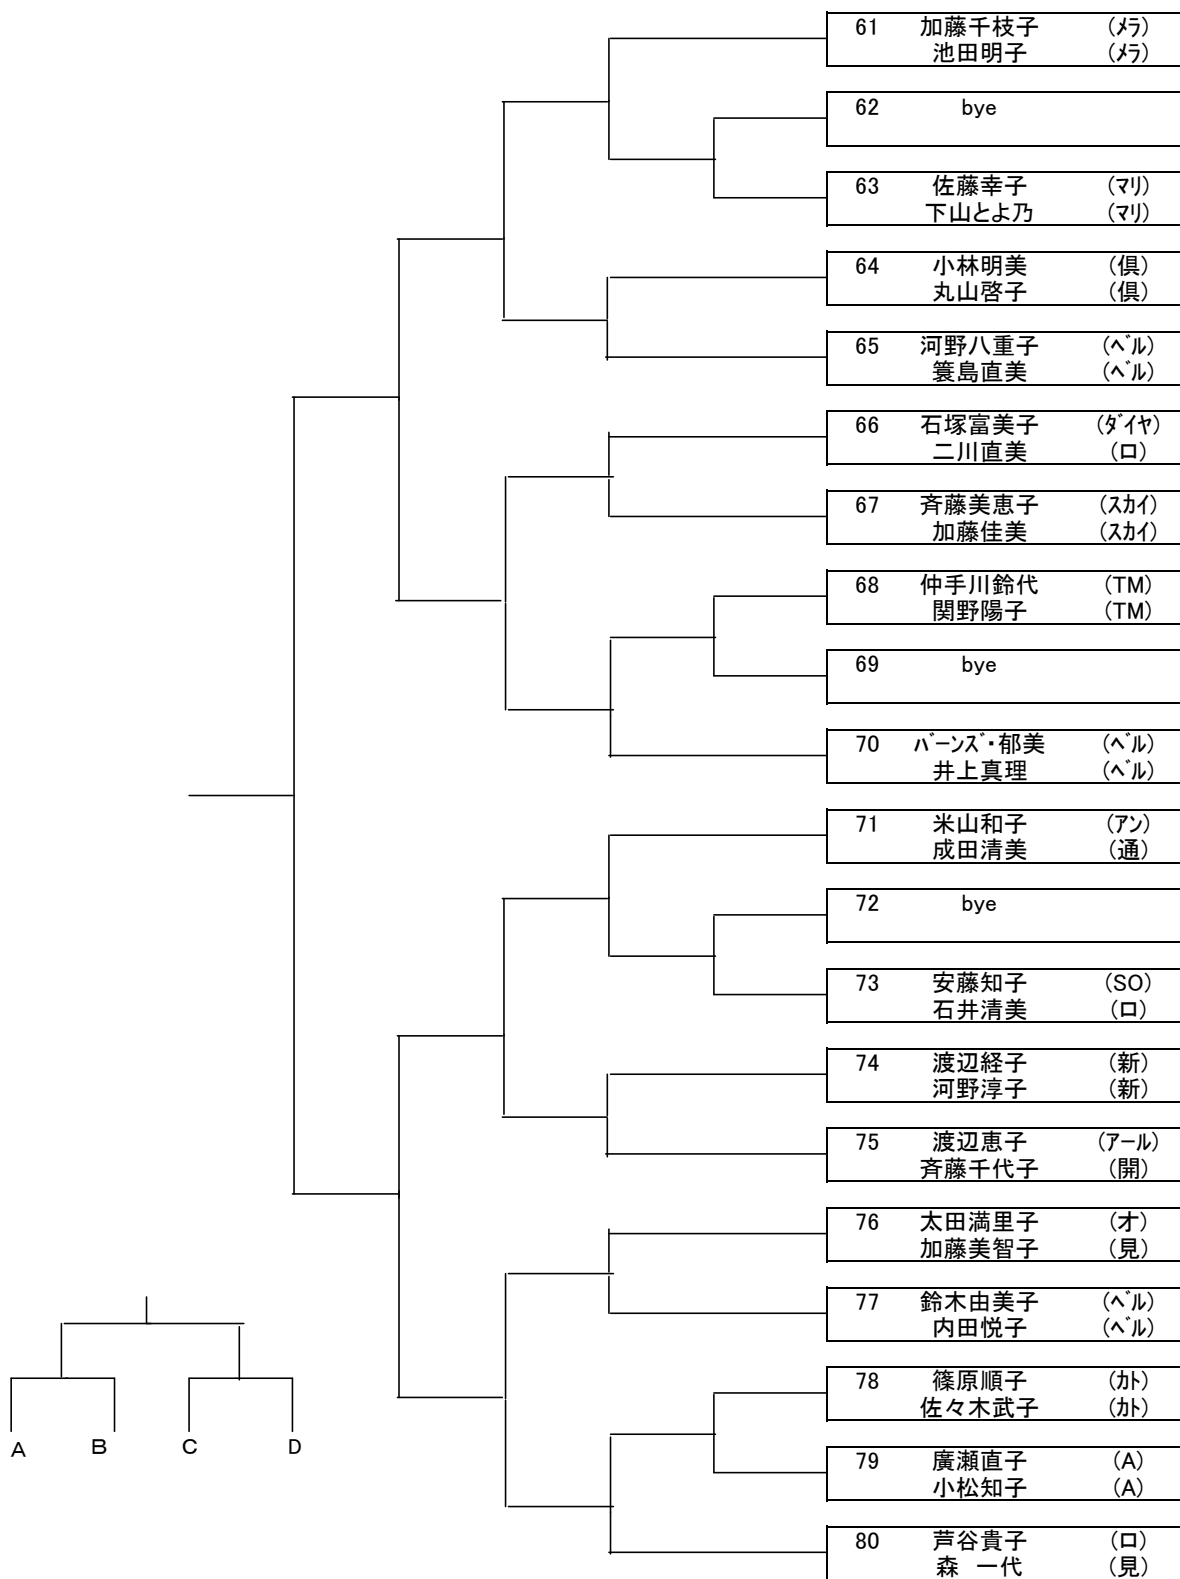 61 加藤千枝子 (ﾒﾗ)
池田明子 (ﾒﾗ)
62 bye
63 佐藤幸子 (ﾏﾘ)
下山とよ乃 (ﾏﾘ)
64 小林明美 (倶)
丸山啓子 (倶)
65 河野八重子 (ﾍﾞﾙ)
簑島直美 (ﾍﾞﾙ)
66 石塚富美子 (ﾀﾞｲﾔ)
二川直美 (ロ)
67 斉藤美恵子 (ｽｶｲ)
加藤佳美 (ｽｶｲ)
68 仲手川鈴代 (TM)
関野陽子 (TM)
69 bye
70 ﾊﾞｰﾝｽﾞ・郁美 (ﾍﾞﾙ)
井上真理 (ﾍﾞﾙ)
71 米山和子 (ｱﾝ)
成田清美 (通)
72 bye
73 安藤知子 (SO)
石井清美 (ロ)
74 渡辺経子 (新)
河野淳子 (新)
75 渡辺恵子 (ｱｰﾙ)
斉藤千代子 (開)
76 太田満里子 (オ)
加藤美智子 (見)
77 鈴木由美子 (ﾍﾞﾙ)
内田悦子 (ﾍﾞﾙ)
78 篠原順子 (ｶﾄ)
佐々木武子 (ｶﾄ)
79 廣瀬直子 (A)
小松知子 (A)
80 芦谷貴子 (ロ)
森 一代 (見)
A B C D